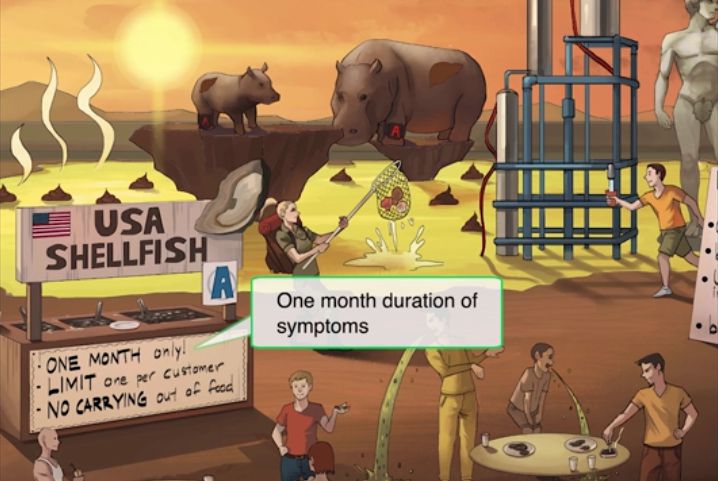 A
A
USA
SHELLFISH
A
One month duration of
symptoms
· ONE MONTH only!
· LIMIT one per customer
· NO CARRYING out of food